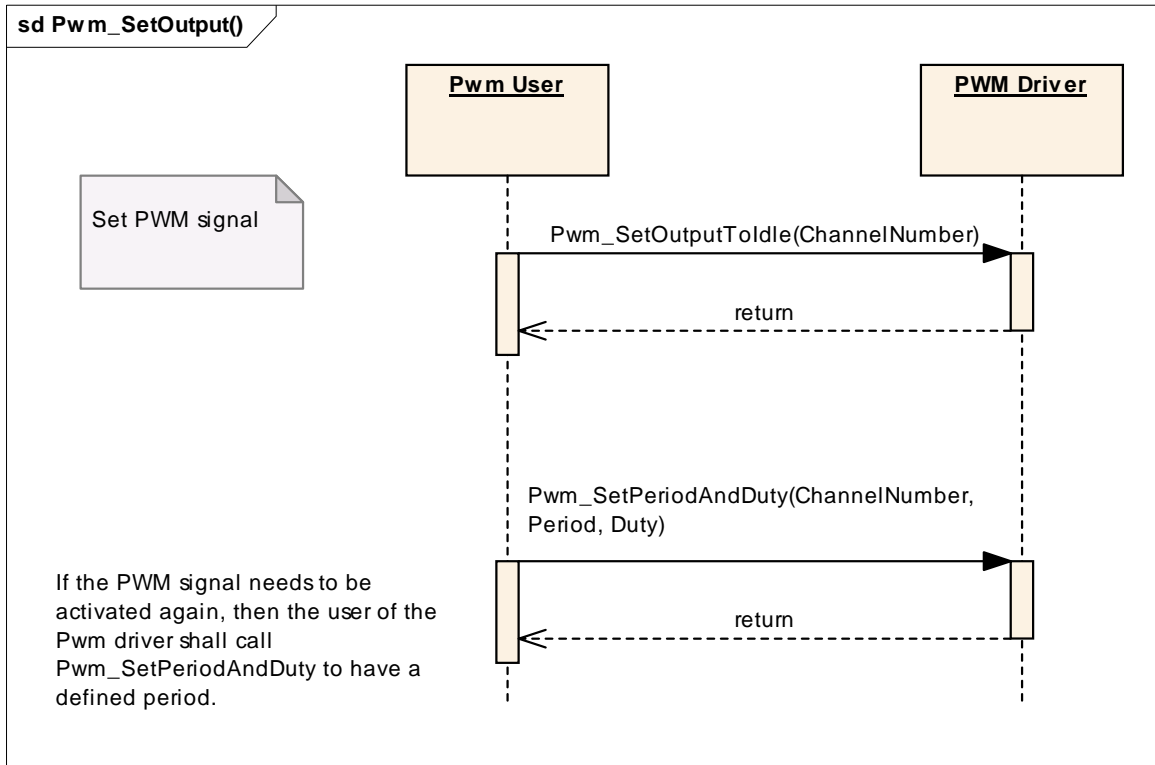 sd Pwm_SetOutput()
Pwm User
PWM Driver
Set PWM signal
Pwm_SetOutputToIdle(ChannelNumber)
return
Pwm_SetPeriodAndDuty(ChannelNumber,
Period, Duty)
If the PWM signal needs to be
activated again, then the user of the
Pwm driver shall call
Pwm_SetPeriodAndDuty to have a
defined period.
return